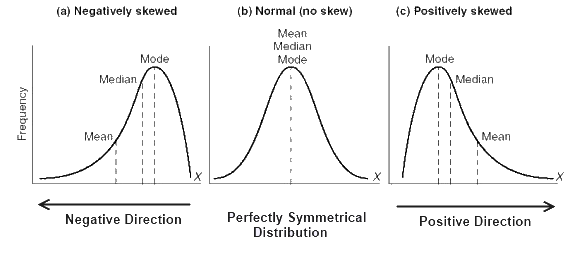 (a) Negatively skewed
(b) Normal (no skew)
(c) Positively skewed
Frequency
Mode
Median
Mean
X
Mean
Median
Mode
X
Mode
Median
Mean
X
Negative Direction
Perfectly Symmetrical
Distribution
Positive Direction